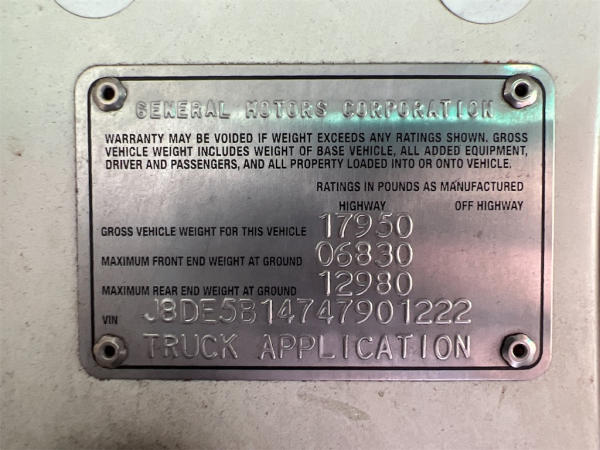 GENERAL MOTORS CORPORATION
WARRANTY MAY BE VOIDED IF WEIGHT EXCEEDS ANY RATINGS SHOWN. GROSS
VEHICLE WEIGHT INCLUDES WEIGHT OF BASE VEHICLE, ALL ADDED EQUIPMENT,
DRIVER AND PASSENGERS, AND ALL PROPERTY LOADED INTO OR ONTO VEHICLE.
RATINGS IN POUNDS AS MANUFACTURED
HIGHWAY OFF HIGHWAY
GROSS VEHICLE WEIGHT FOR THIS VEHICLE 17950
MAXIMUM FRONT END WEIGHT AT GROUND 06830
MAXIMUM REAR END WEIGHT AT GROUND 12980
VIN J8DE5B14747901222
TRUCK APPLICATION